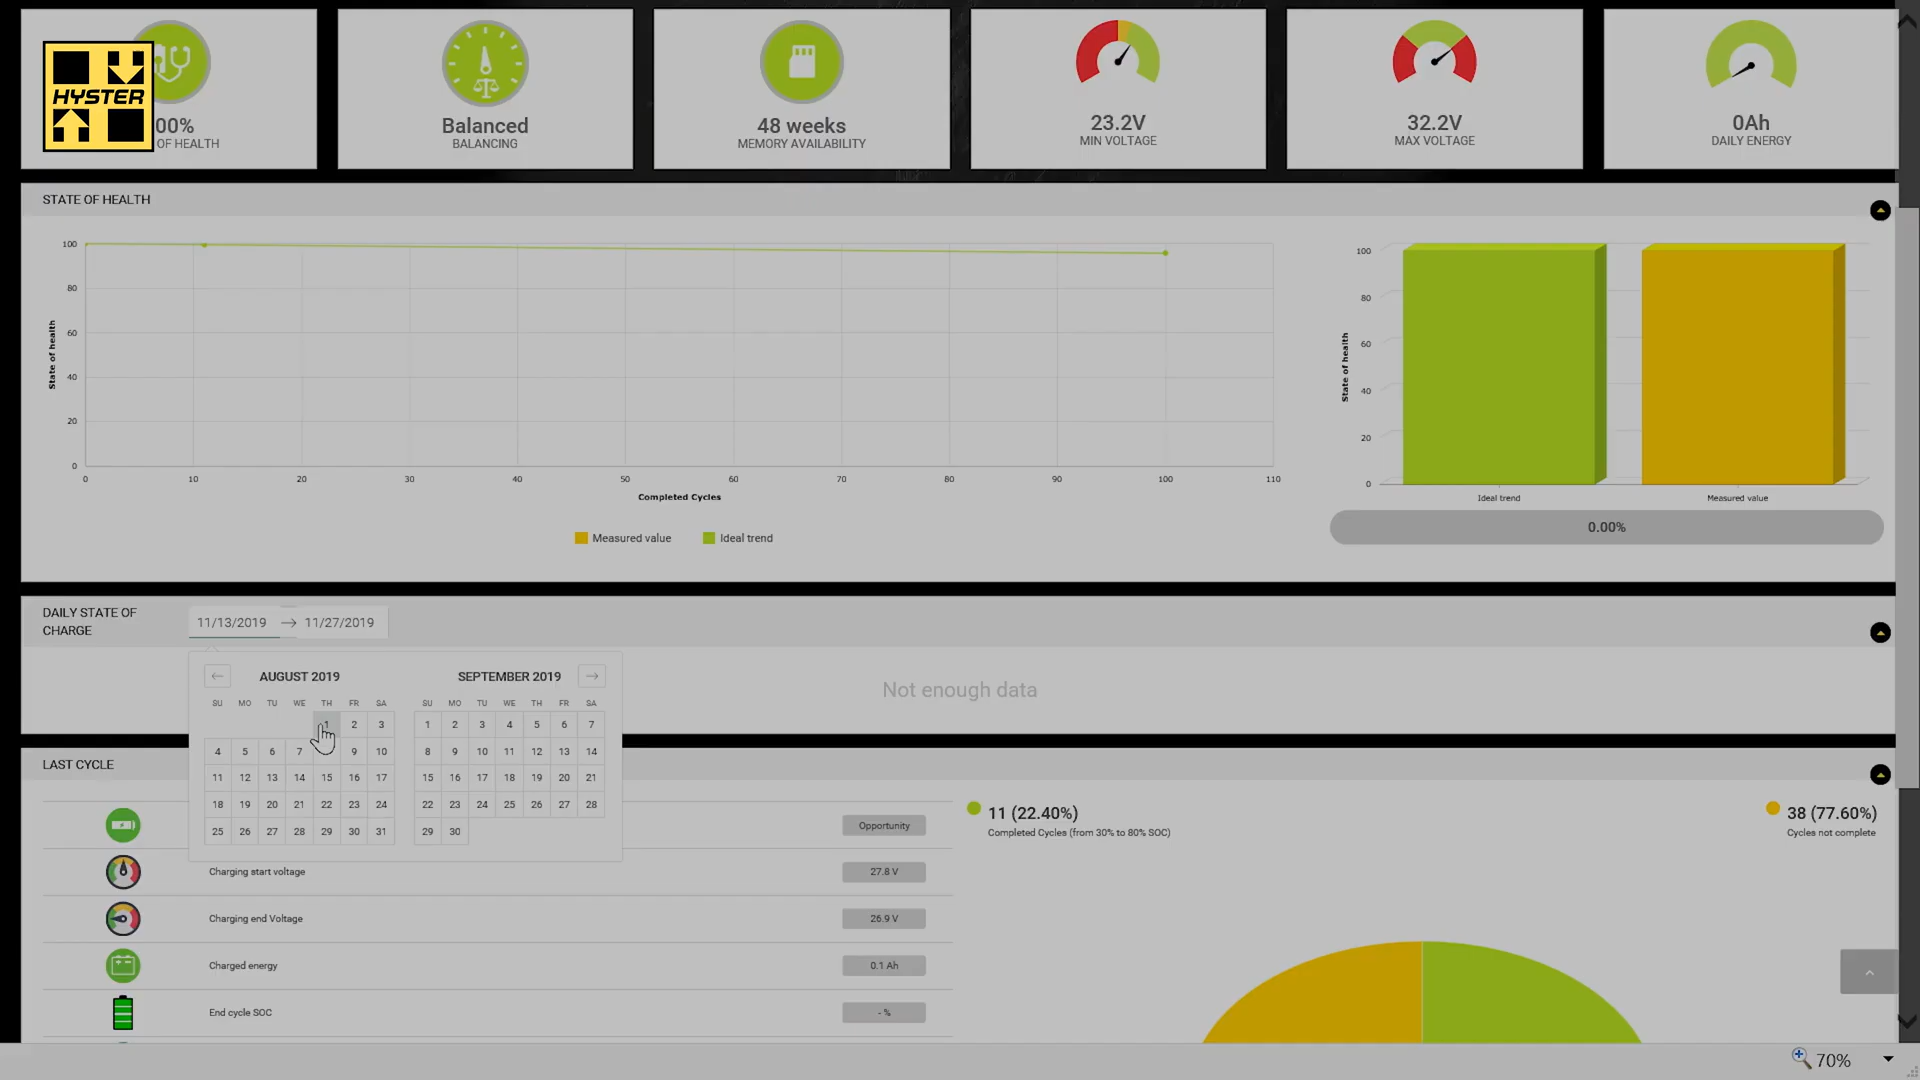 HYSTER
00%
OF HEALTH
Balanced
BALANCING
48 weeks
MEMORY AVAILABILITY
23.2V
MIN VOLTAGE
32.2V
MAX VOLTAGE
0Ah
DAILY ENERGY
STATE OF HEALTH
100
80
60
40
20
0
State of health
0 10 20 30 40 50 60 70 80 90 100 110
Completed Cycles
Measured value Ideal trend
100
80
60
40
20
0
State of health
Ideal trend Measured value
0.00%
DAILY STATE OF
CHARGE
11/13/2019 → 11/27/2019
Not enough data
← AUGUST 2019 SEPTEMBER 2019 →
SU MO TU WE TH FR SA SU MO TU WE TH FR SA
1 2 3 1 2 3 4 5 6 7
4 5 6 7 9 10 8 9 10 11 12 13 14
11 12 13 14 15 16 17 15 16 17 18 19 20 21
18 19 20 21 22 23 24 22 23 24 25 26 27 28
25 26 27 28 29 30 31 29 30
LAST CYCLE
Opportunity
Charging start voltage 27.8 V
Charging end Voltage 26.9 V
Charged energy 0.1 Ah
End cycle SOC - %
11 (22.40%)
Completed Cycles (from 30% to 80% SOC)
38 (77.60%)
Cycles not complete
70%